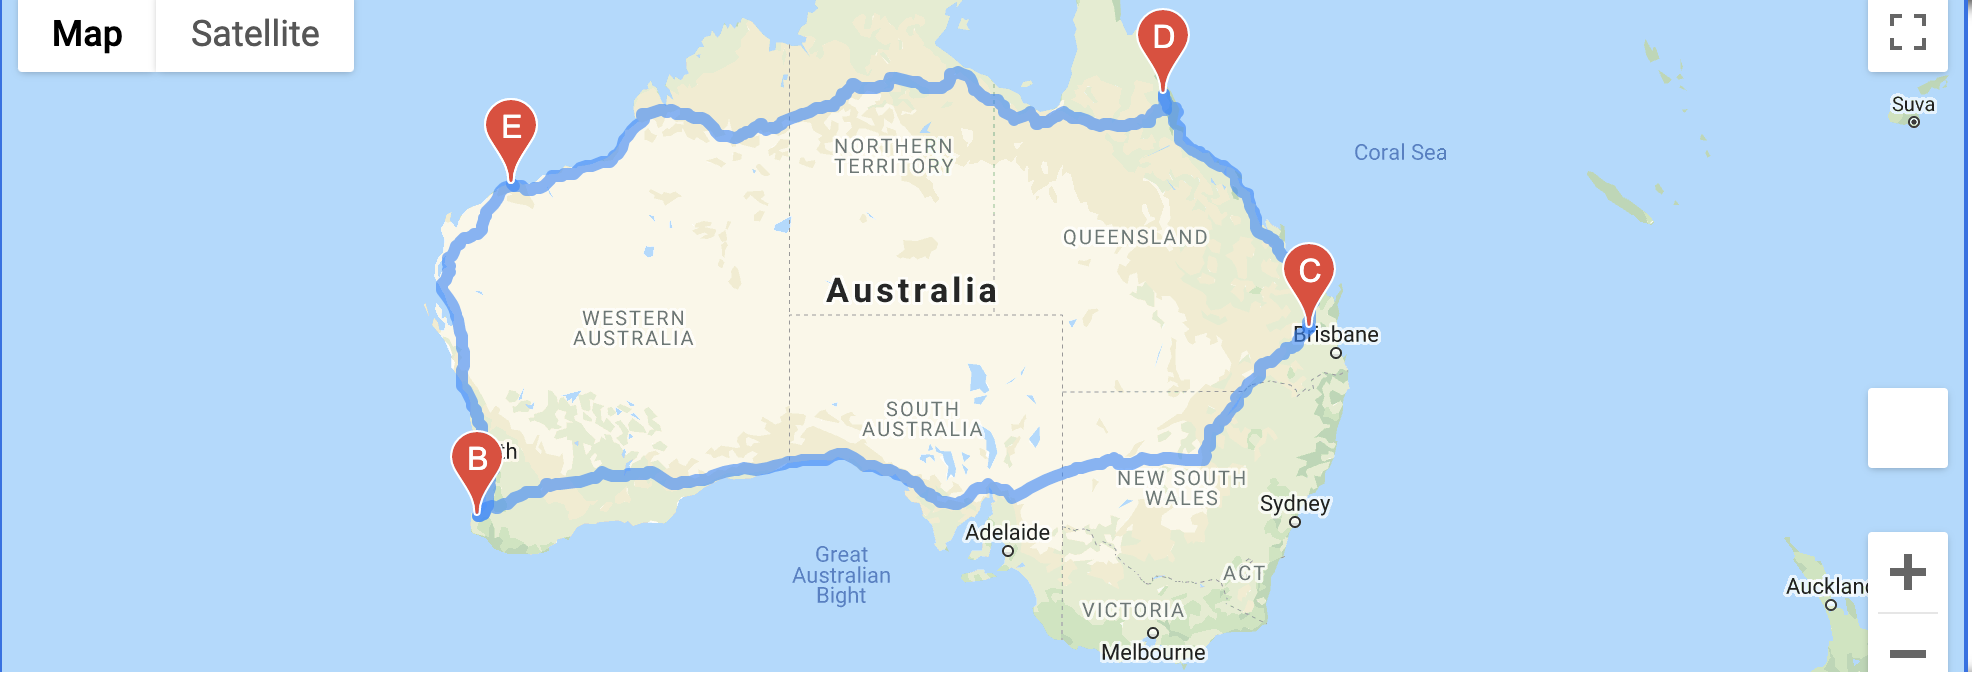 Map
Satellite
D
Suva
E
NORTHERN
TERRITORY
Coral Sea
QUEENSLAND
C
Australia
WESTERN
AUSTRALIA
Brisbane
SOUTH
AUSTRALIA
B
th
NEW SOUTH
WALES
Sydney
Adelaide
Great
Australian
Bight
ACT
Auckland
VICTORIA
Melbourne